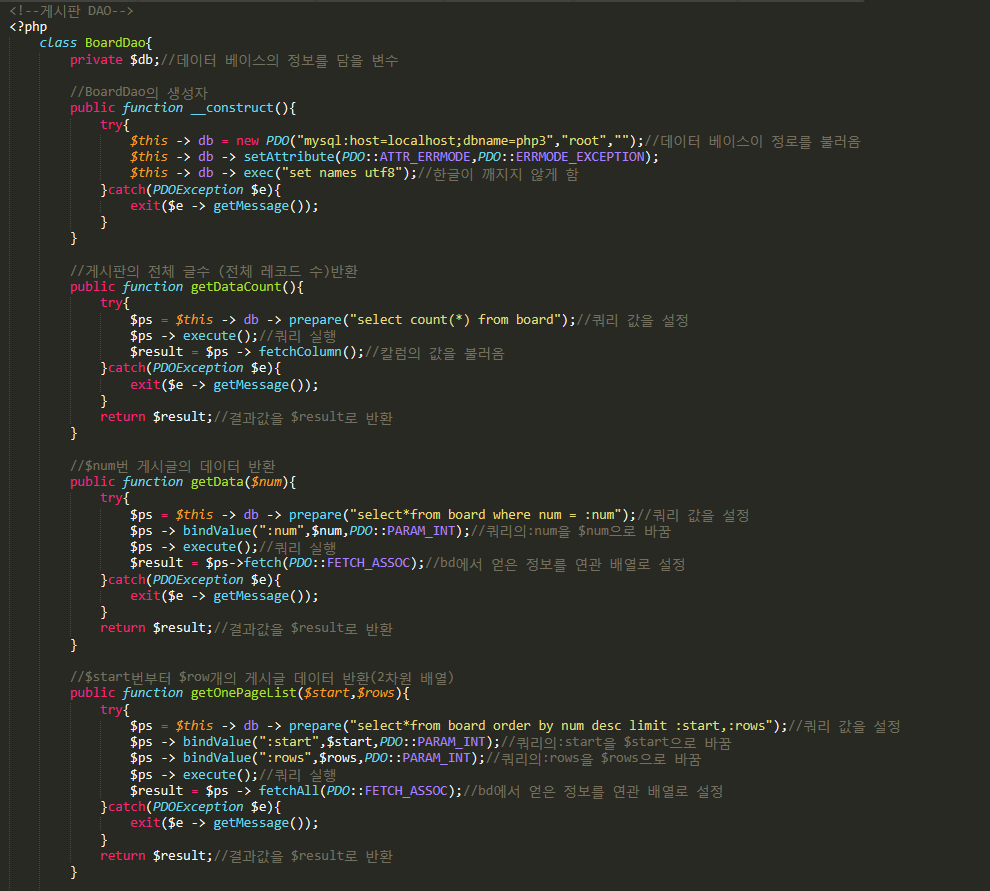 <!--게시판 DAO-->
<?php
class BoardDao{
private $db;//데이터 베이스의 정보를 담을 변수
//BoardDao의 생성자
public function __construct(){
try{
$this -> db = new PDO("mysql:host=localhost;dbname=php3","root","");//데이터 베이스이 정로를 불러옴
$this -> db -> setAttribute(PDO::ATTR_ERRMODE,PDO::ERRMODE_EXCEPTION);
$this -> db -> exec("set names utf8");//한글이 깨지지 않게 함
}catch(PDOException $e){
exit($e -> getMessage());
}
}
//게시판의 전체 글수 (전체 레코드 수)반환
public function getDataCount(){
try{
$ps = $this -> db -> prepare("select count(*) from board");//쿼리 값을 설정
$ps -> execute();//쿼리 실행
$result = $ps -> fetchColumn();//칼럼의 값을 불러옴
}catch(PDOException $e){
exit($e -> getMessage());
}
return $result;//결과값을 $result로 반환
}
//$num번 게시글의 데이터 반환
public function getData($num){
try{
$ps = $this -> db -> prepare("select*from board where num = :num");//쿼리 값을 설정
$ps -> bindValue(":num",$num,PDO::PARAM_INT);//쿼리의:num을 $num으로 바꿈
$ps -> execute();//쿼리 실행
$result = $ps->fetch(PDO::FETCH_ASSOC);//bd에서 얻은 정보를 연관 배열로 설정
}catch(PDOException $e){
exit($e -> getMessage());
}
return $result;//결과값을 $result로 반환
}
//$start번부터 $row개의 게시글 데이터 반환(2차원 배열)
public function getOnePageList($start,$rows){
try{
$ps = $this -> db -> prepare("select*from board order by num desc limit :start,:rows");//쿼리 값을 설정
$ps -> bindValue(":start",$start,PDO::PARAM_INT);//쿼리의:start을 $start으로 바꿈
$ps -> bindValue(":rows",$rows,PDO::PARAM_INT);//쿼리의:rows을 $rows으로 바꿈
$ps -> execute();//쿼리 실행
$result = $ps -> fetchAll(PDO::FETCH_ASSOC);//bd에서 얻은 정보를 연관 배열로 설정
}catch(PDOException $e){
exit($e -> getMessage());
}
return $result;//결과값을 $result로 반환
}